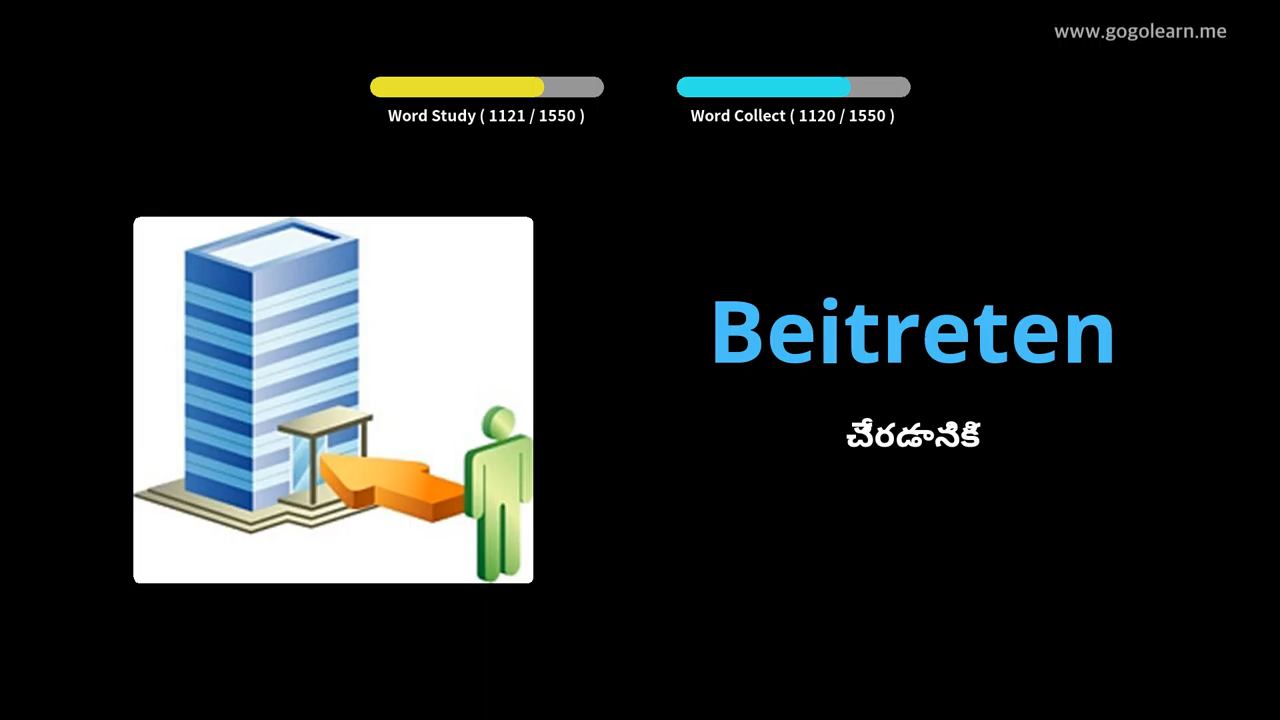 www.gogolearn.me
Word Study ( 1121 / 1550 )
Word Collect ( 1120 / 1550 )
Beitreten
చేరడానికి